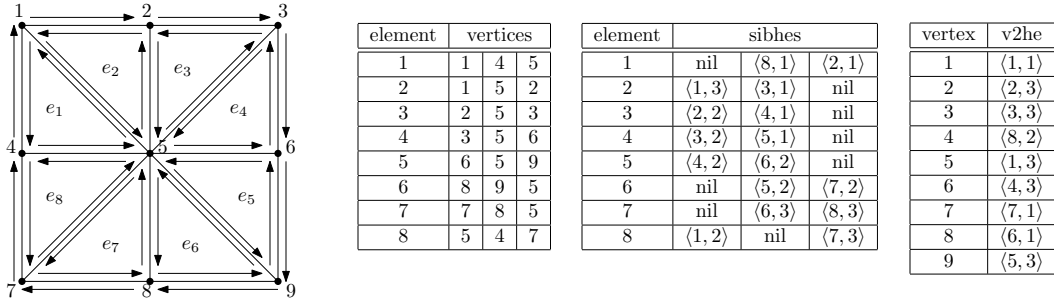 1 2 3
e₂ e₃
e₁ e₄
4 5 6
e₈ e₅
e₇ e₆
7 8 9
element vertices
1 1 4 5
2 1 5 2
3 2 5 3
4 3 5 6
5 6 5 9
6 8 9 5
7 7 8 5
8 5 4 7
element sibhes
1 nil ⟨8, 1⟩ ⟨2, 1⟩
2 ⟨1, 3⟩ ⟨3, 1⟩ nil
3 ⟨2, 2⟩ ⟨4, 1⟩ nil
4 ⟨3, 2⟩ ⟨5, 1⟩ nil
5 ⟨4, 2⟩ ⟨6, 2⟩ nil
6 nil ⟨5, 2⟩ ⟨7, 2⟩
7 nil ⟨6, 3⟩ ⟨8, 3⟩
8 ⟨1, 2⟩ nil ⟨7, 3⟩
vertex v2he
1 ⟨1, 1⟩
2 ⟨2, 3⟩
3 ⟨3, 3⟩
4 ⟨8, 2⟩
5 ⟨1, 3⟩
6 ⟨4, 3⟩
7 ⟨7, 1⟩
8 ⟨6, 1⟩
9 ⟨5, 3⟩